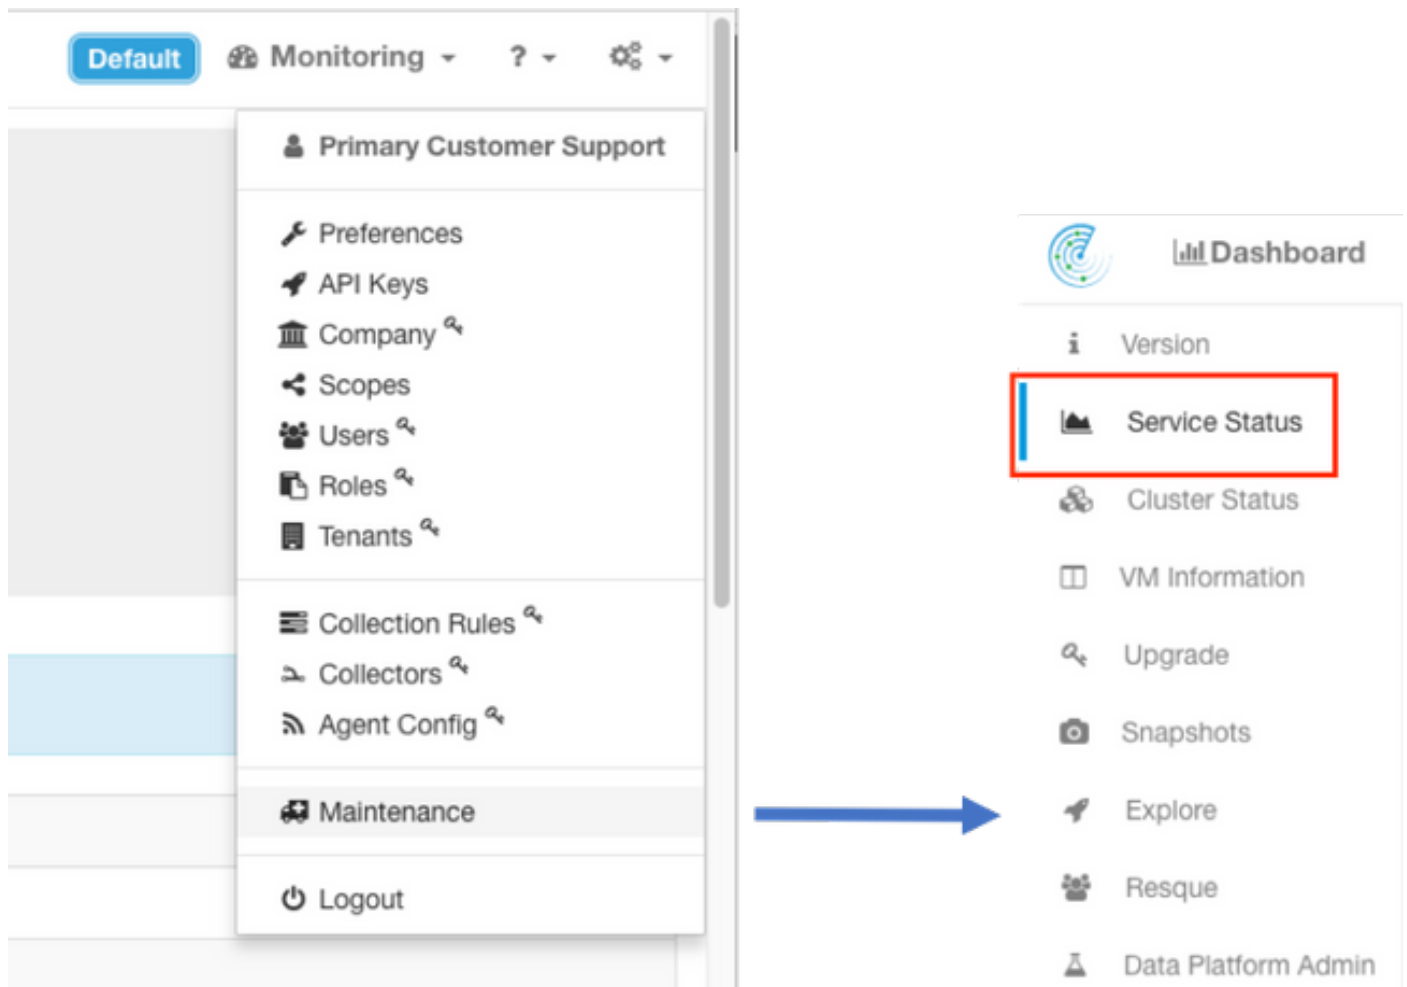 Default Monitoring ?
Primary Customer Support
Preferences
API Keys
Company
Scopes
Users
Roles
Tenants
Collection Rules
Collectors
Agent Config
Maintenance
Logout
Dashboard
Version
Service Status
Cluster Status
VM Information
Upgrade
Snapshots
Explore
Resque
Data Platform Admin